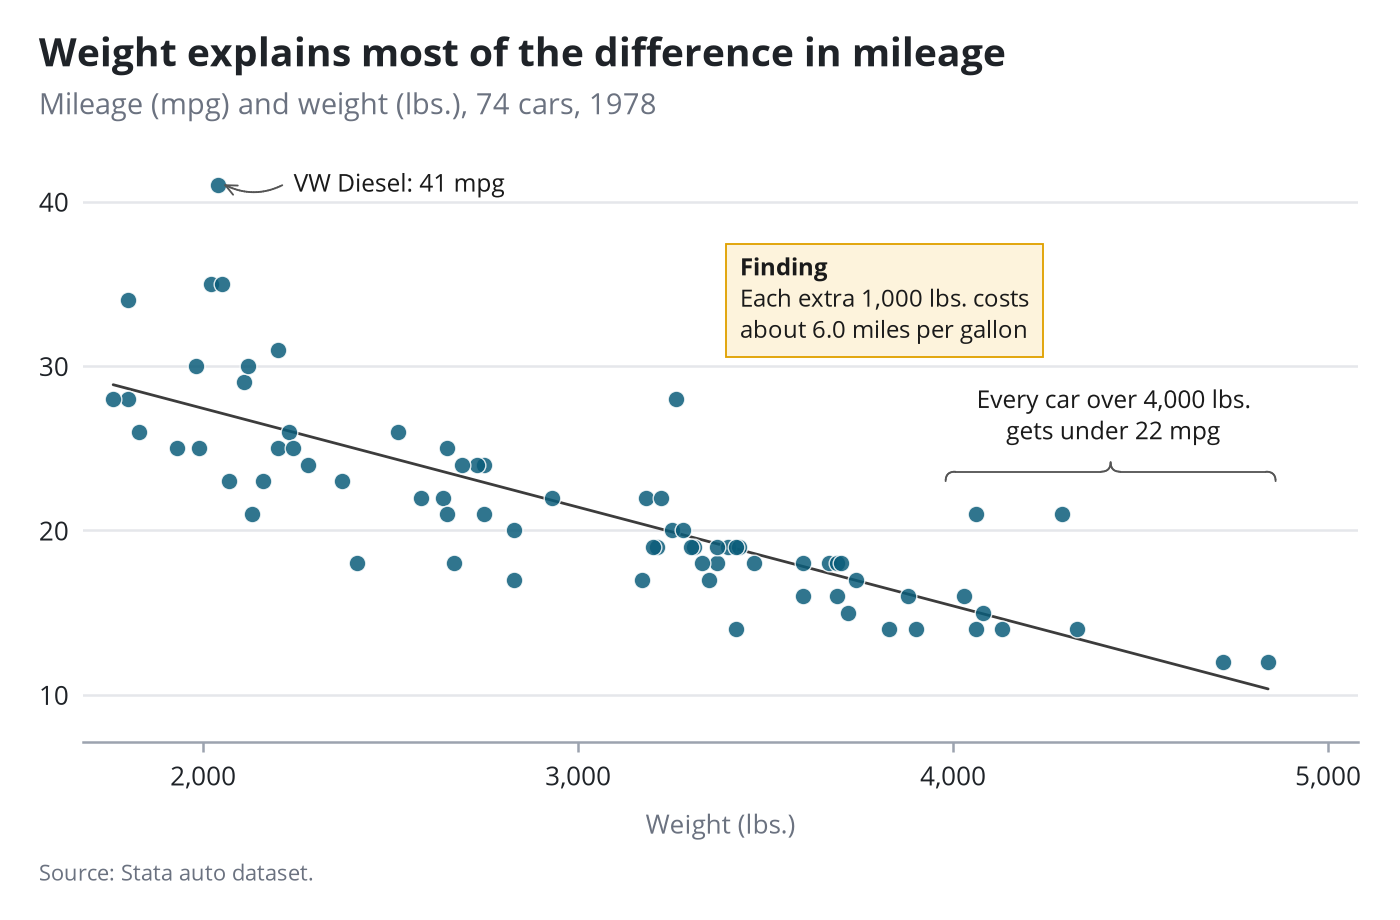 Weight explains most of the difference in mileage
Mileage (mpg) and weight (lbs.), 74 cars, 1978
VW Diesel: 41 mpg
40
Finding
Each extra 1,000 lbs. costs
about 6.0 miles per gallon
30
Every car over 4,000 lbs.
gets under 22 mpg
20
10
2,000
3,000
4,000
5,000
Weight (lbs.)
Source: Stata auto dataset.